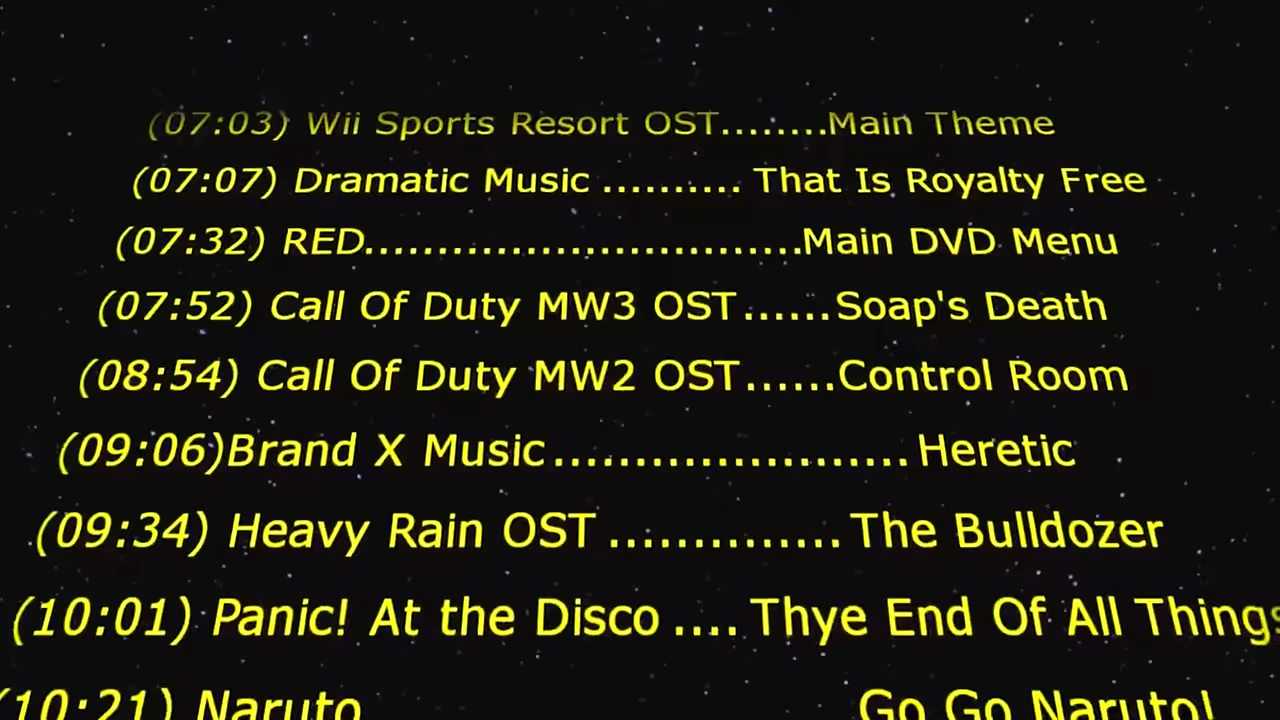 (07:03) Wii Sports Resort OST........Main Theme
(07:07) Dramatic Music .......... That Is Royalty Free
(07:32) RED..............................Main DVD Menu
(07:52) Call Of Duty MW3 OST......Soap's Death
(08:54) Call Of Duty MW2 OST......Control Room
(09:06)Brand X Music...................... Heretic
(09:34) Heavy Rain OST .............. The Bulldozer
(10:01) Panic! At the Disco .... Thye End Of All Things
(10:21) Naruto Go Go Naruto!